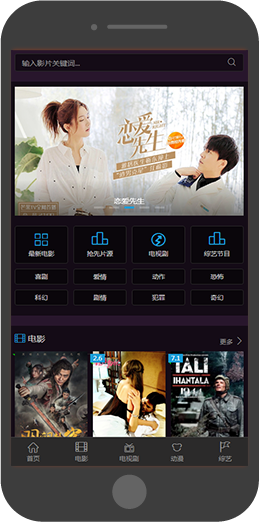 输入影片关键词...
恋爱
先生
恋爱先生
最新电影
抢先片源
电视剧
综艺节目
喜剧
爱情
动作
恐怖
科幻
剧情
犯罪
奇幻
电影
更多 >
2.6
7.1
TALI
IHANTALA
首页
电影
电视剧
动漫
综艺